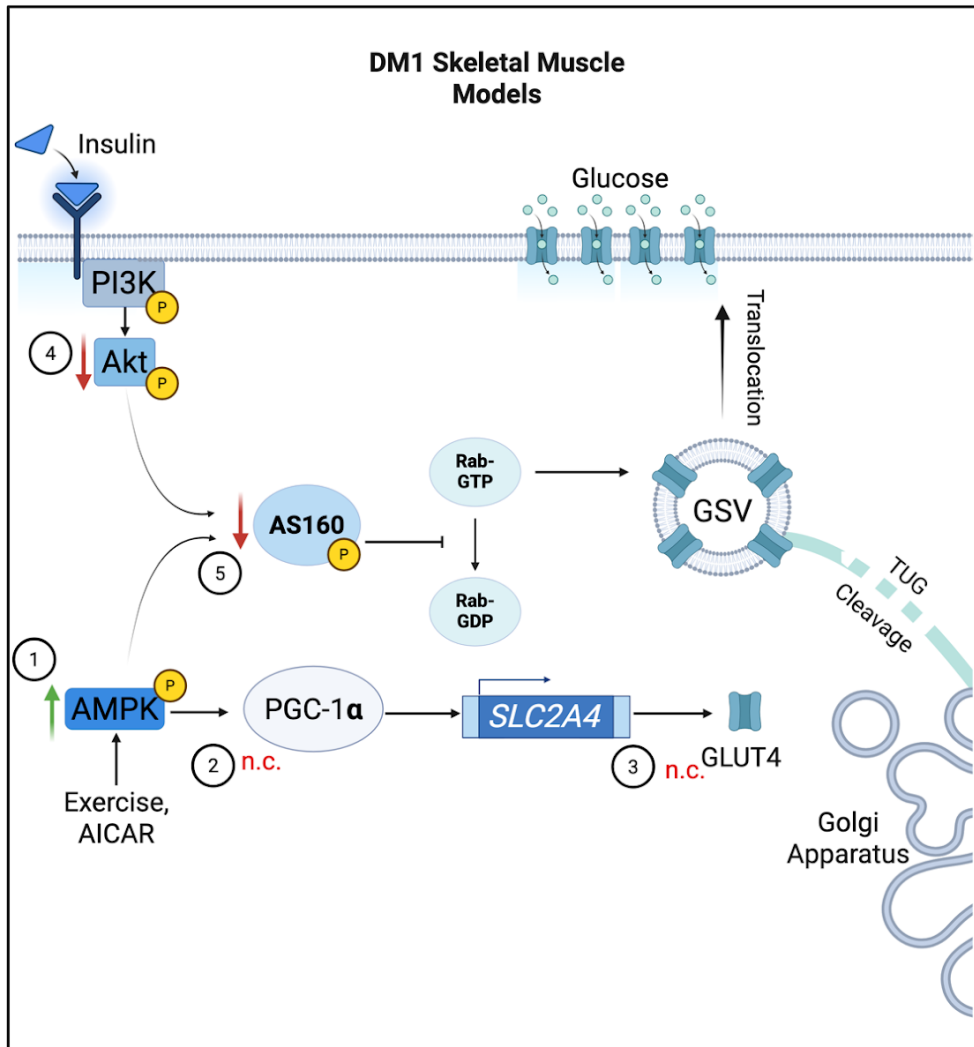 DM1 Skeletal Muscle
Models
Insulin
Glucose
PI3K
P
Translocation
4
Akt
P
Rab-
GTP
GSV
AS160
P
5
TUG
Cleavage
Rab-
GDP
1
P
AMPK
PGC-1α
SLC2A4
2
n.c.
3
n.c.
GLUT4
Exercise,
AICAR
Golgi
Apparatus